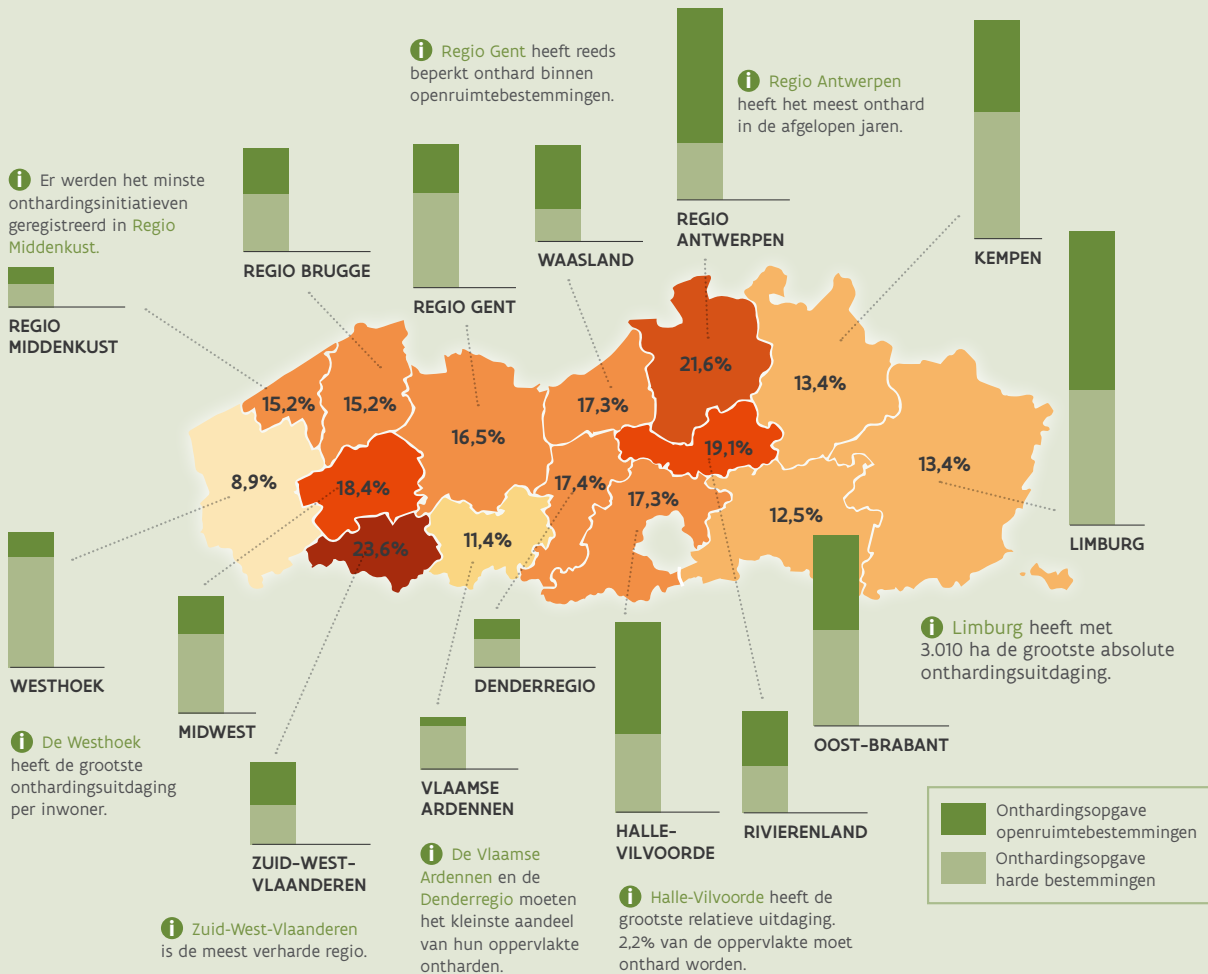 Regio Gent heeft reeds
beperkt onthard binnen
openruimtebestemmingen.
Regio Antwerpen
heeft het meest onthard
in de afgelopen jaren.
Er werden het minste
onthardingsinitiatieven
geregistreerd in Regio
Middenkust.
REGIO
MIDDENKUST
REGIO BRUGGE
REGIO GENT
WAASLAND
REGIO
ANTWERPEN
KEMPEN
LIMBURG
15,2%
15,2%
16,5%
17,3%
21,6%
13,4%
8,9%
18,4%
23,6%
11,4%
17,4%
17,3%
19,1%
12,5%
13,4%
WESTHOEK
MIDWEST
DENDERREGIO
OOST-BRABANT
Limburg heeft met
3.010 ha de grootste absolute
onthardingsuitdaging.
De Westhoek
heeft de grootste
onthardingsuitdaging
per inwoner.
ZUID-WEST-
VLAANDEREN
VLAAMSE
ARDENNEN
HALLE-
VILVOORDE
RIVIERENLAND
Zuid-West-Vlaanderen
is de meest verharde regio.
De Vlaamse
Ardennen en de
Denderregio moeten
het kleinste aandeel
van hun oppervlakte
ontharden.
Halle-Vilvoorde heeft de
grootste relatieve uitdaging.
2,2% van de oppervlakte moet
onthard worden.
Onthardingsopgave
openruimtebestemmingen
Onthardingsopgave
harde bestemmingen